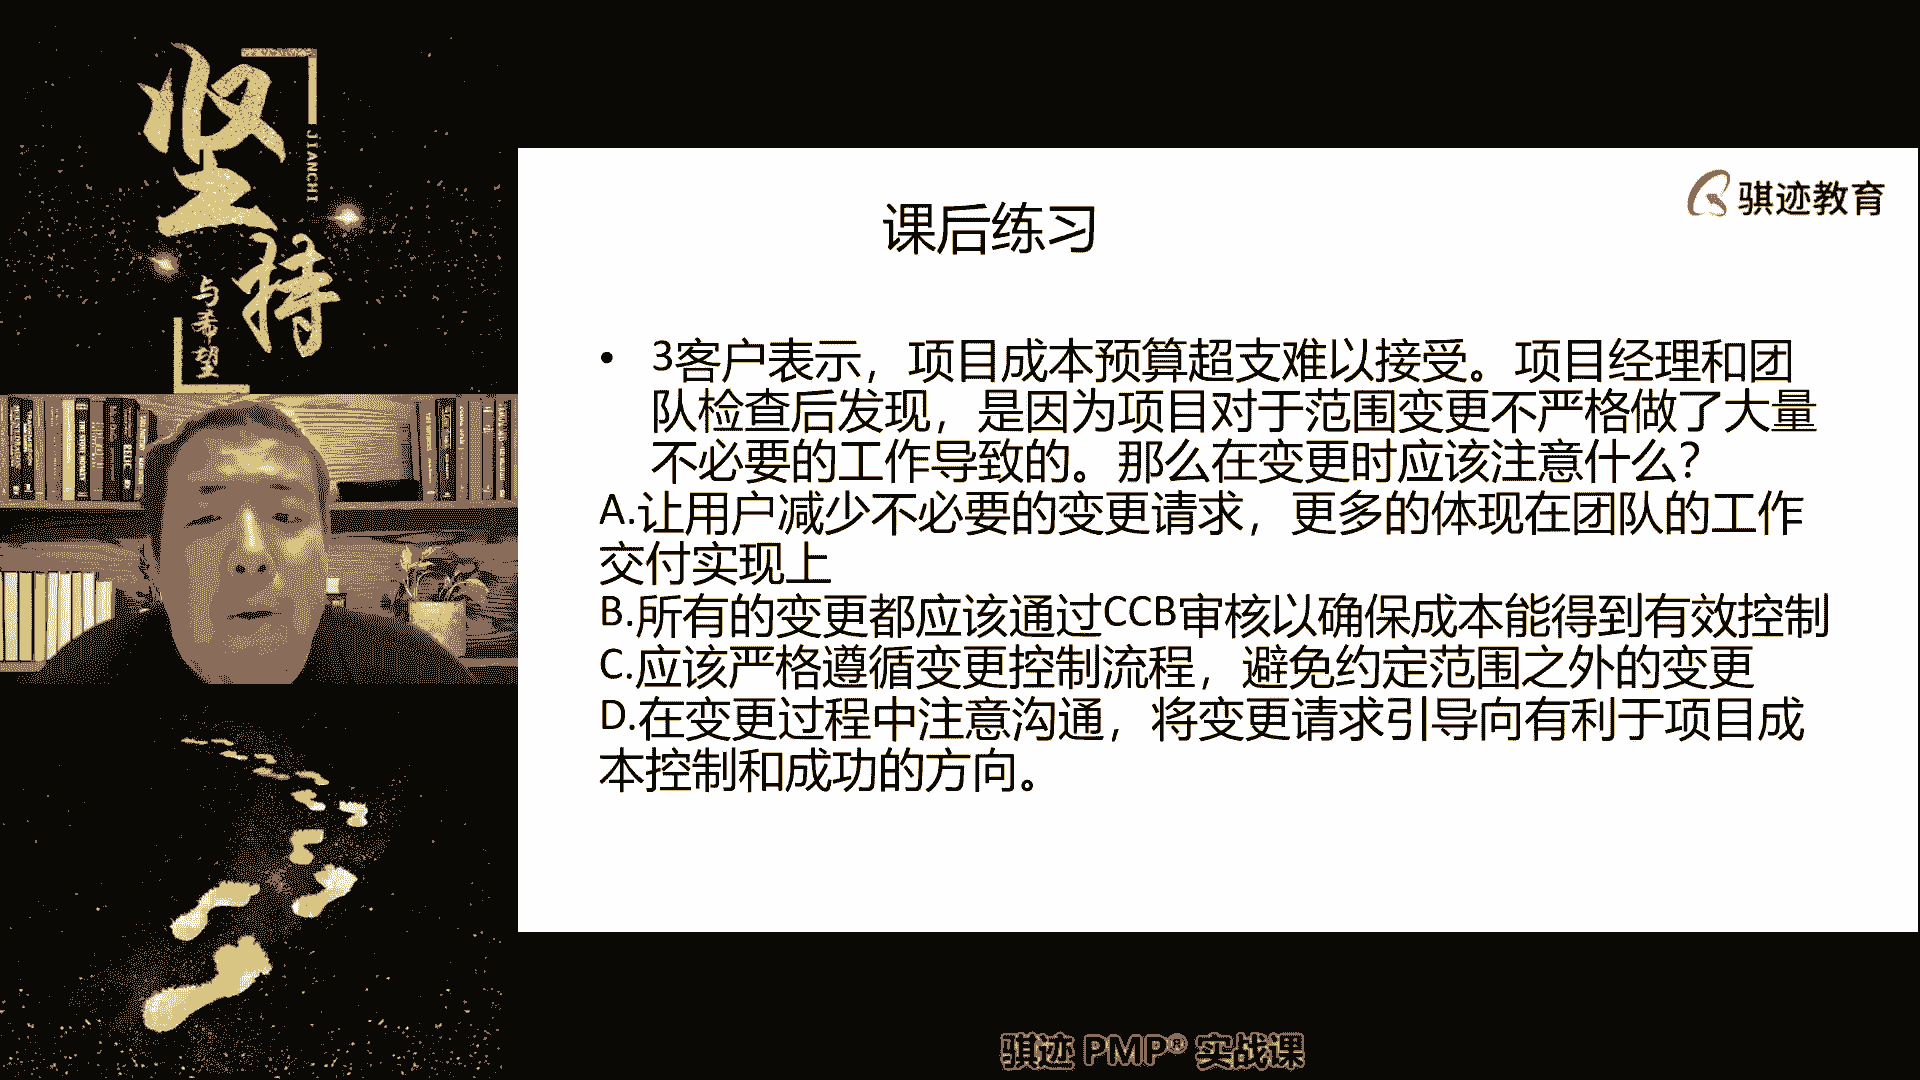 坚持
JIANCHI
与希望
骐迹教育
课后练习
• 3客户表示，项目成本预算超支难以接受。项目经理和团
队检查后发现，是因为项目对于范围变更不严格做了大量
不必要的工作导致的。那么在变更时应该注意什么？
A.让用户减少不必要的变更请求，更多的体现在团队的工作
交付实现上
B.所有的变更都应该通过CCB审核以确保成本能得到有效控制
C.应该严格遵循变更控制流程，避免约定范围之外的变更
D.在变更过程中注意沟通，将变更请求引导向有利于项目成
本控制和成功的方向。
骐迹 PMP® 实战课